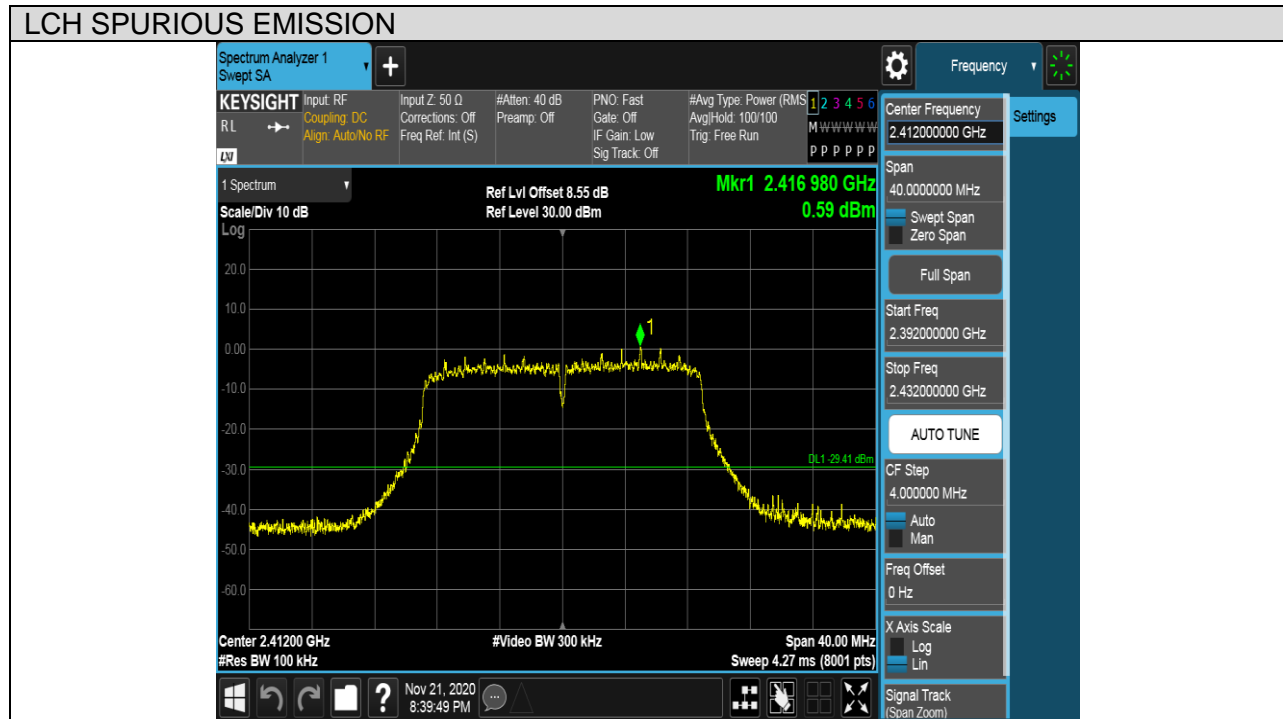 LCH SPURIOUS EMISSION
Spectrum Analyzer 1
Swept SA
Frequency
KEYSIGHT
RL
LXI
Input: RF
Coupling: DC
Align: Auto/No RF
Input Z: 50 Ω
Corrections: Off
Freq Ref: Int (S)
#Atten: 40 dB
Preamp: Off
PNO: Fast
Gate: Off
IF Gain: Low
Sig Track: Off
#Avg Type: Power (RMS
Avg|Hold: 100/100
Trig: Free Run
1 2 3 4 5 6
M W W W W W
P P P P P P
1 Spectrum
Scale/Div 10 dB
Ref Lvl Offset 8.55 dB
Ref Level 30.00 dBm
Mkr1 2.416 980 GHz
0.59 dBm
Log
20.0
10.0
0.00
-10.0
-20.0
-30.0
-40.0
-50.0
-60.0
1
DL1 -29.41 dBm
Center 2.41200 GHz
#Res BW 100 kHz
#Video BW 300 kHz
Span 40.00 MHz
Sweep 4.27 ms (8001 pts)
Center Frequency
2.412000000 GHz
Settings
Span
40.0000000 MHz
Swept Span
Zero Span
Full Span
Start Freq
2.392000000 GHz
Stop Freq
2.432000000 GHz
AUTO TUNE
CF Step
4.000000 MHz
Auto
Man
Freq Offset
0 Hz
X Axis Scale
Log
Lin
Signal Track
(Span Zoom)
?
Nov 21, 2020
8:39:49 PM